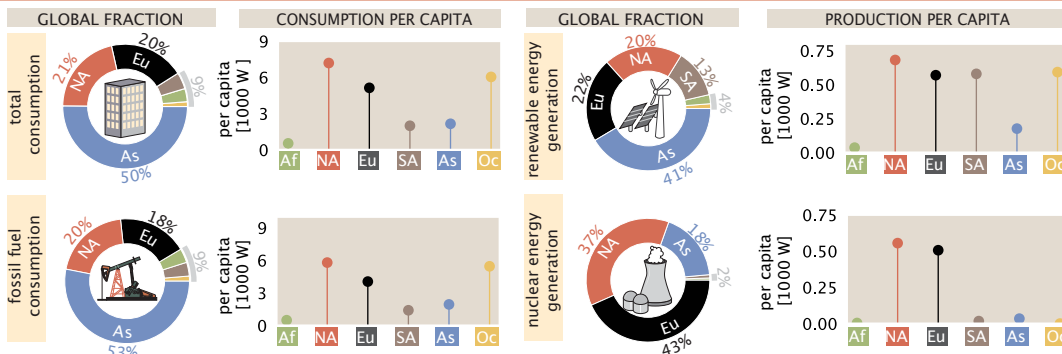 GLOBAL FRACTION
CONSUMPTION PER CAPITA
GLOBAL FRACTION
PRODUCTION PER CAPITA
total
consumption
21%
20%
9%
50%
NA
Eu
As
per capita
[1000 W]
9
6
3
0
Af
NA
Eu
SA
As
Oc
renewable energy
generation
22%
20%
13%
4%
41%
Eu
NA
SA
As
per capita
[1000 W]
0.75
0.50
0.25
0.00
Af
NA
Eu
SA
As
Oc
fossil fuel
consumption
20%
18%
9%
53%
NA
Eu
As
per capita
[1000 W]
9
6
3
0
Af
NA
Eu
SA
As
Oc
nuclear energy
generation
37%
18%
2%
43%
NA
As
Eu
per capita
[1000 W]
0.75
0.50
0.25
0.00
Af
NA
Eu
SA
As
Oc